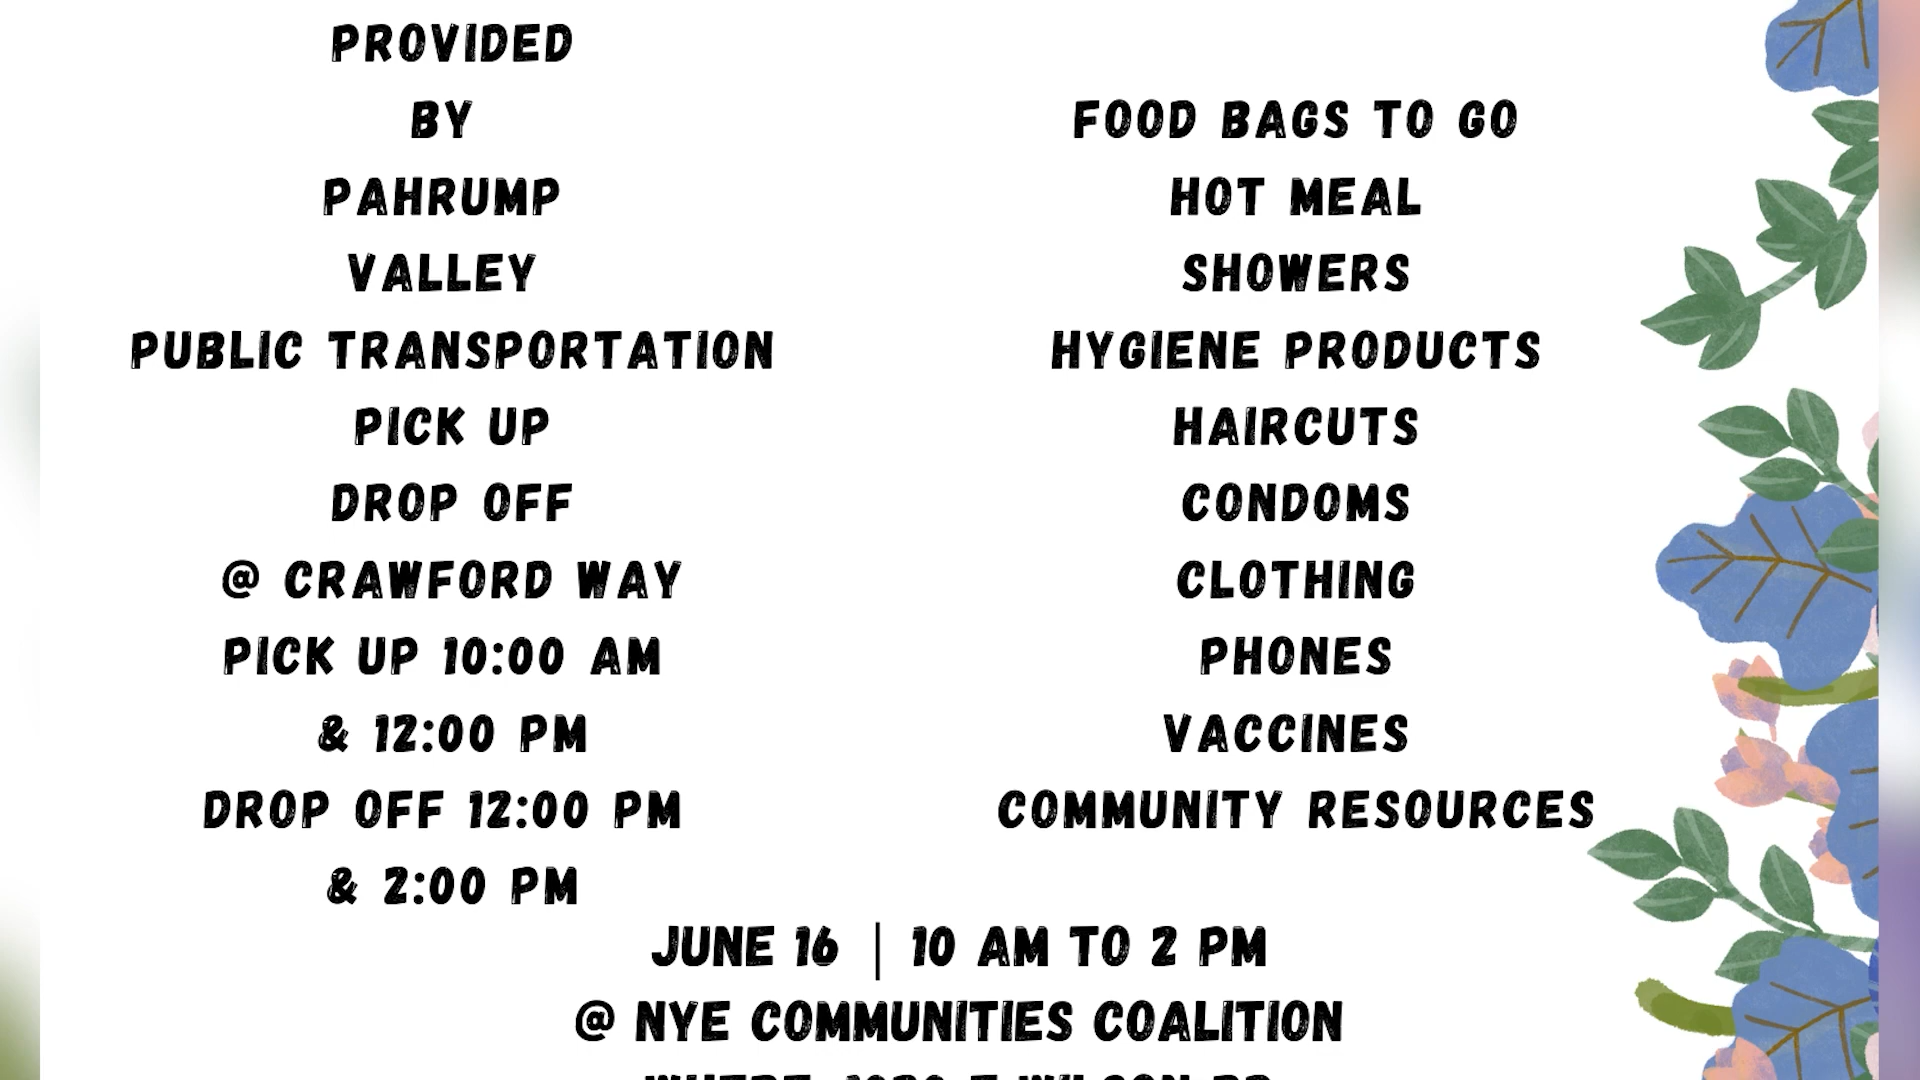 PROVIDED
BY
PAHRUMP
VALLEY
PUBLIC TRANSPORTATION
PICK UP
DROP OFF
@ CRAWFORD WAY
PICK UP 10:00 AM
& 12:00 PM
DROP OFF 12:00 PM
& 2:00 PM
FOOD BAGS TO GO
HOT MEAL
SHOWERS
HYGIENE PRODUCTS
HAIRCUTS
CONDOMS
CLOTHING
PHONES
VACCINES
COMMUNITY RESOURCES
JUNE 16 | 10 AM TO 2 PM
@ NYE COMMUNITIES COALITION